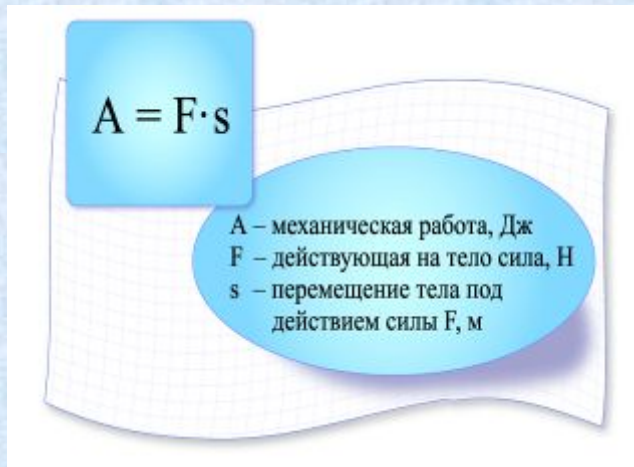 A = F·s
A – механическая работа, Дж
F – действующая на тело сила, Н
s – перемещение тела под
действием силы F, м